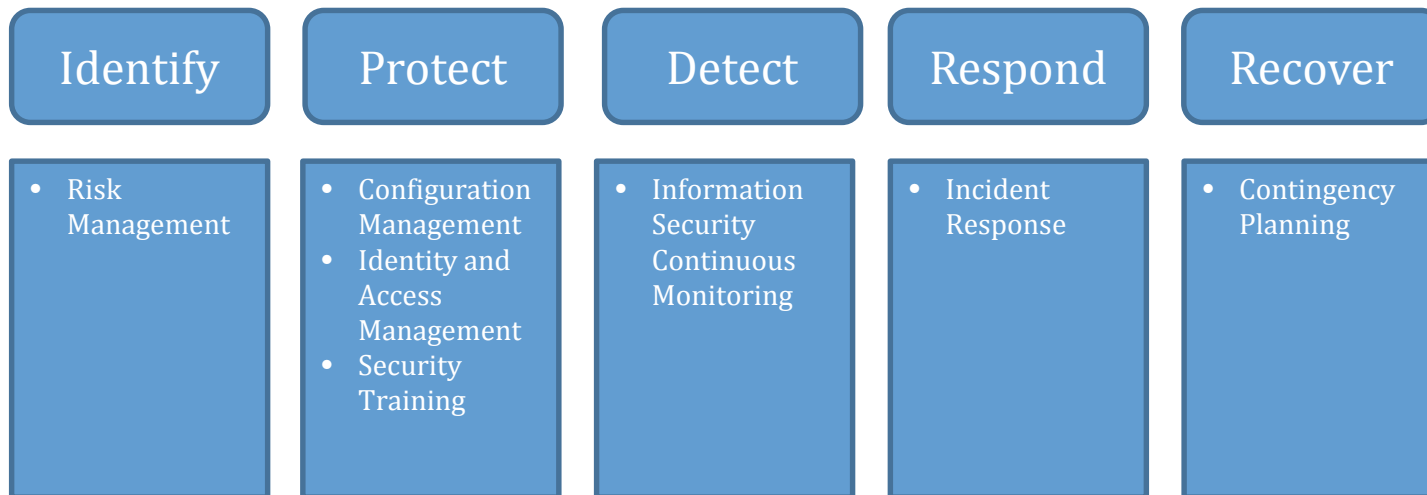 Identify
Protect
Detect
Respond
Recover
• Risk
Management
• Configuration
Management
• Identity and
Access
Management
• Security
Training
• Information
Security
Continuous
Monitoring
• Incident
Response
• Contingency
Planning